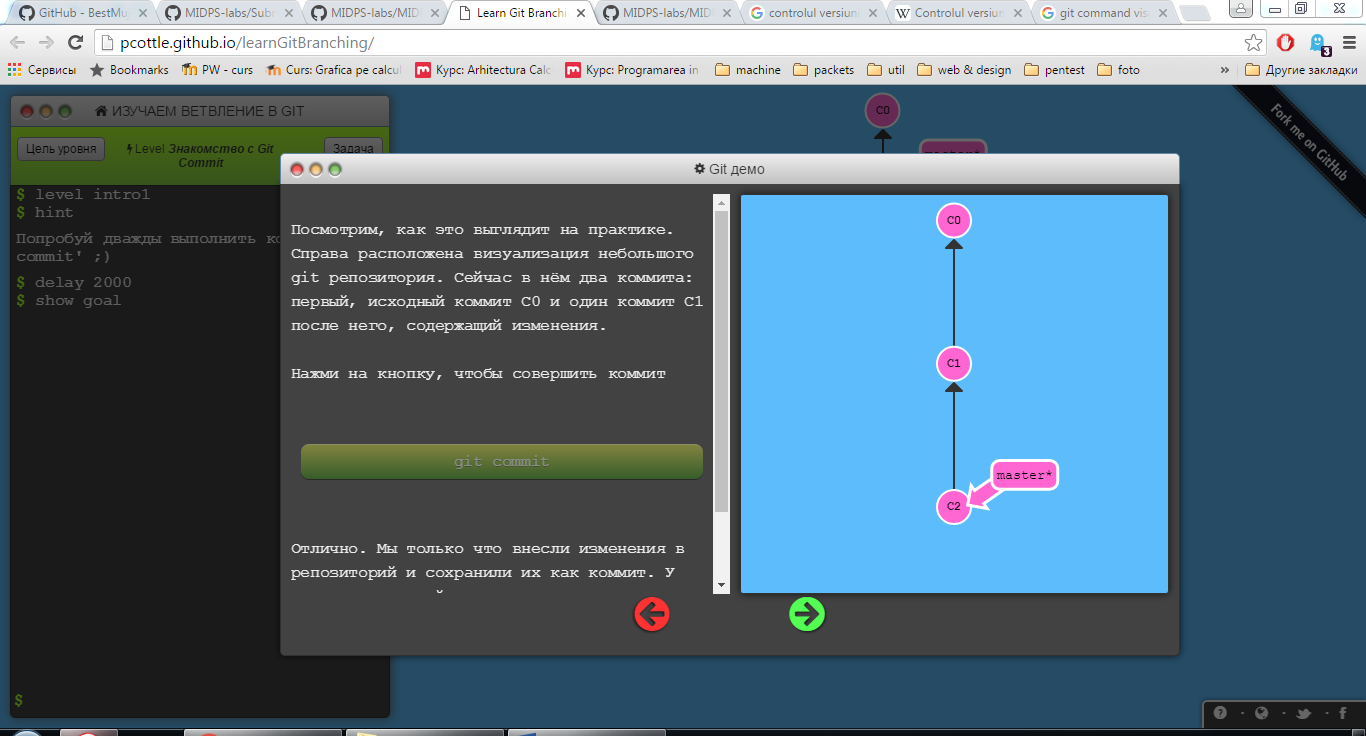 GitHub - BestMu
MIDPS-labs/Subr
MIDPS-labs/MID
Learn Git Branchi
MIDPS-labs/MID
controlul versiun
Controlul versiun
git command vis
pcottle.github.io/learnGitBranching/
3
Сервисы
Bookmarks
PW - curs
Curs: Grafica pe calcul
Курс: Arhitectura Calc
Курс: Programarea in
machine
packets
util
web & design
pentest
foto
»
Другие закладки
ИЗУЧАЕМ ВЕТВЛЕНИЕ В GIT
Цель уровня
Level Знакомство с Git
Commit
Задача
$ level intro1
$ hint
Попробуй дважды выполнить ко
commit' ;)
$ delay 2000
$ show goal
$
C0
master*
Fork me on GitHub
Git демо
Посмотрим, как это выглядит на практике.
Справа расположена визуализация небольшого
git репозитория. Сейчас в нём два коммита:
первый, исходный коммит C0 и один коммит C1
после него, содержащий изменения.
Нажми на кнопку, чтобы совершить коммит
git commit
Отлично. Мы только что внесли изменения в
репозиторий и сохранили их как коммит. У
C0
C1
C2
master*